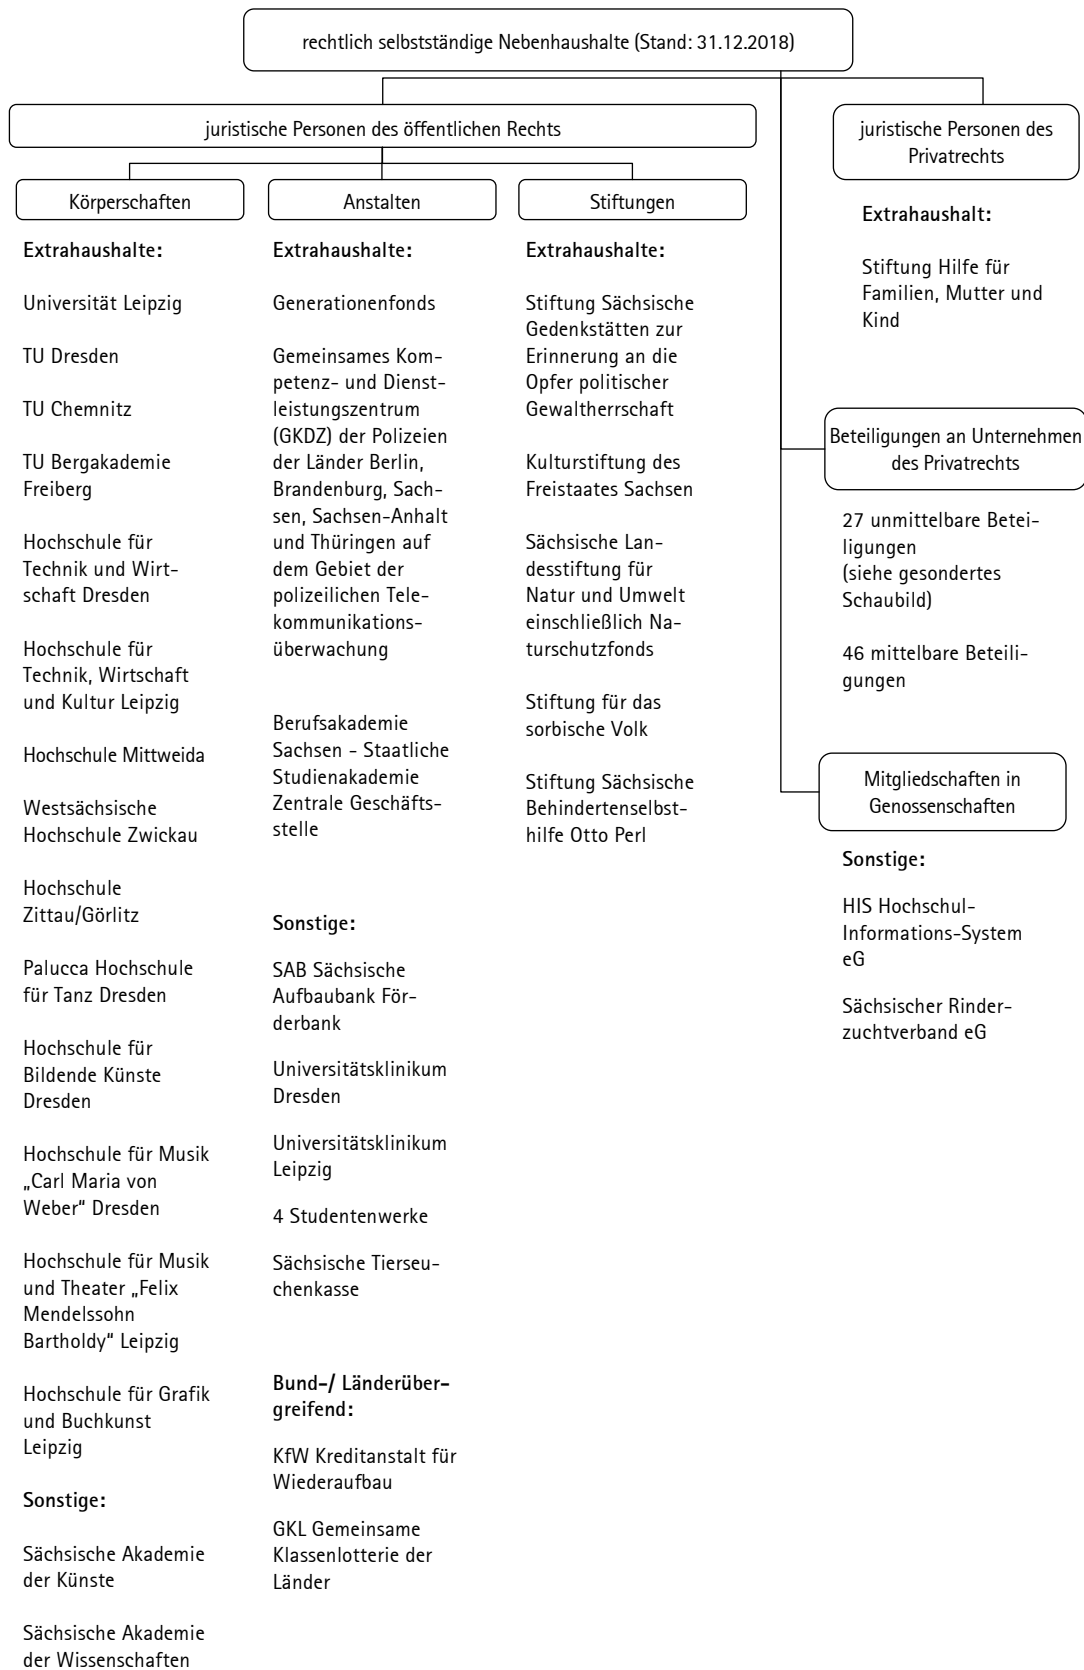 rechtlich selbstständige Nebenhaushalte (Stand: 31.12.2018)
juristische Personen des öffentlichen Rechts
Körperschaften
Extrahaushalte:
Universität Leipzig
TU Dresden
TU Chemnitz
TU Bergakademie
Freiberg
Hochschule für
Technik und Wirt-
schaft Dresden
Hochschule für
Technik, Wirtschaft
und Kultur Leipzig
Hochschule Mittweida
Westsächsische
Hochschule Zwickau
Hochschule
Zittau/Görlitz
Palucca Hochschule
für Tanz Dresden
Hochschule für
Bildende Künste
Dresden
Hochschule für Musik
„Carl Maria von
Weber" Dresden
Hochschule für Musik
und Theater „Felix
Mendelssohn
Bartholdy" Leipzig
Hochschule für Grafik
und Buchkunst
Leipzig
Sonstige:
Sächsische Akademie
der Künste
Sächsische Akademie
der Wissenschaften
Anstalten
Extrahaushalte:
Generationenfonds
Gemeinsames Kom-
petenz- und Dienst-
leistungszentrum
(GKDZ) der Polizeien
der Länder Berlin,
Brandenburg, Sach-
sen, Sachsen-Anhalt
und Thüringen auf
dem Gebiet der
polizeilichen Tele-
kommunikations-
überwachung
Berufsakademie
Sachsen - Staatliche
Studienakademie
Zentrale Geschäfts-
stelle
Sonstige:
SAB Sächsische
Aufbaubank För-
derbank
Universitätsklinikum
Dresden
Universitätsklinikum
Leipzig
4 Studentenwerke
Sächsische Tierseu-
chenkasse
Bund-/ Länderüber-
greifend:
KfW Kreditanstalt für
Wiederaufbau
GKL Gemeinsame
Klassenlotterie der
Länder
Stiftungen
Extrahaushalte:
Stiftung Sächsische
Gedenkstätten zur
Erinnerung an die
Opfer politischer
Gewaltherrschaft
Kulturstiftung des
Freistaates Sachsen
Sächsische Lan-
desstiftung für
Natur und Umwelt
einschließlich Na-
turschutzfonds
Stiftung für das
sorbische Volk
Stiftung Sächsische
Behindertenselbst-
hilfe Otto Perl
juristische Personen des
Privatrechts
Extrahaushalt:
Stiftung Hilfe für
Familien, Mutter und
Kind
Beteiligungen an Unternehmen
des Privatrechts
27 unmittelbare Betei-
ligungen
(siehe gesondertes
Schaubild)
46 mittelbare Beteili-
gungen
Mitgliedschaften in
Genossenschaften
Sonstige:
HIS Hochschul-
Informations-System
eG
Sächsischer Rinder-
zuchtverband eG